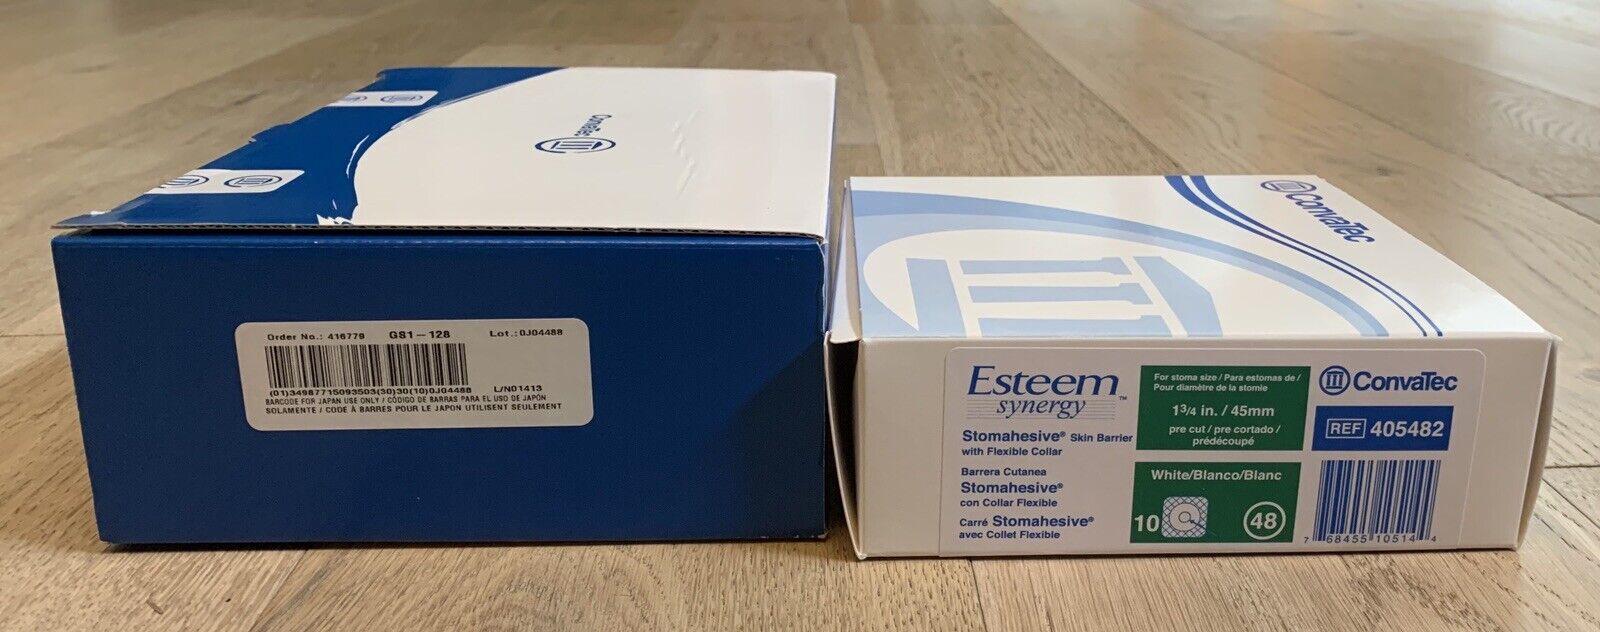 ConvaTec
Order No.: 416779 GS1-128 Lot.:0J04488
(01)34987715093503(30)30(10)0J04488 L/N01413
BARCODE FOR JAPAN USE ONLY / CÓDIGO DE BARRAS PARA EL USO DE JAPÓN
SOLAMENTE / CODE À BARRES POUR LE JAPON UTILISENT SEULEMENT
ConvaTec
Esteem™
synergy
Stomahesive® Skin Barrier
with Flexible Collar
Barrera Cutanea
Stomahesive®
con Collar Flexible
Carré Stomahesive®
avec Collet Flexible
For stoma size / Para estomas de /
Pour diamètre de la stomie
1 3/4 in. / 45mm
pre cut / pre cortado /
prédécoupé
White/Blanco/Blanc
10 48
ConvaTec
REF 405482
7 68455 10514 4